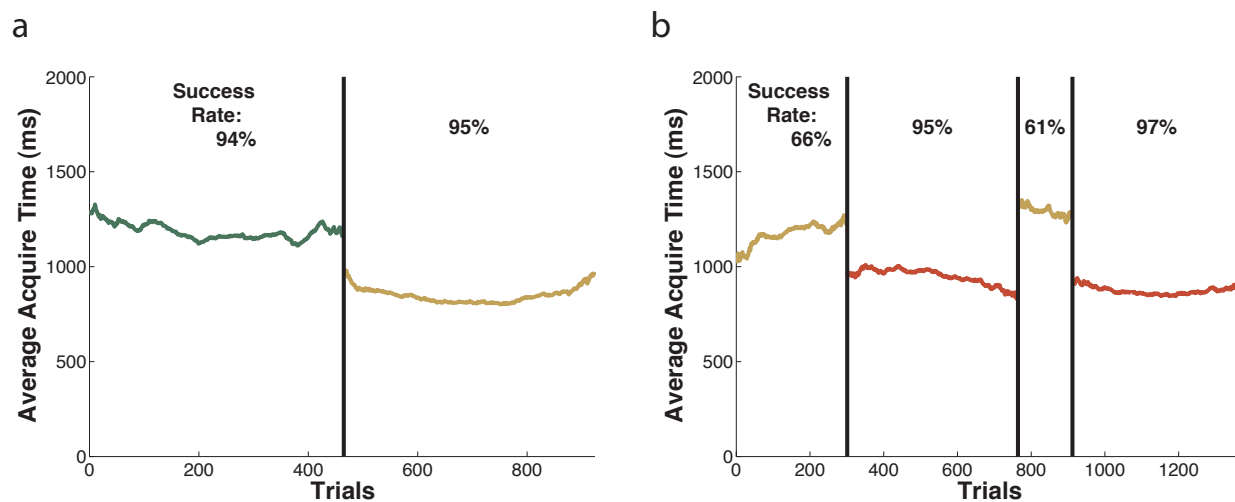 a
Average Acquire Time (ms)
2000
1500
1000
500
0
Success
Rate:
94%
95%
0 200 400 600 800
Trials
b
Average Acquire Time (ms)
2000
1500
1000
500
0
Success
Rate:
66%
95%
61%
97%
0 200 400 600 800 1000 1200
Trials